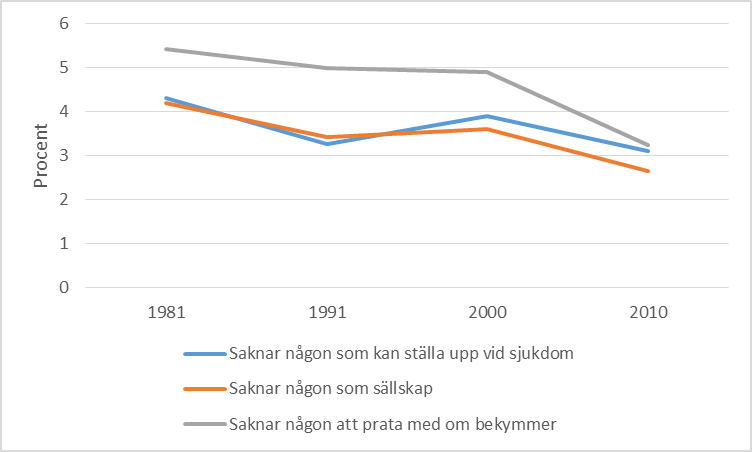 6
5
4
3
2
1
0
Procent
1981 1991 2000 2010
Saknar någon som kan ställa upp vid sjukdom
Saknar någon som sällskap
Saknar någon att prata med om bekymmer